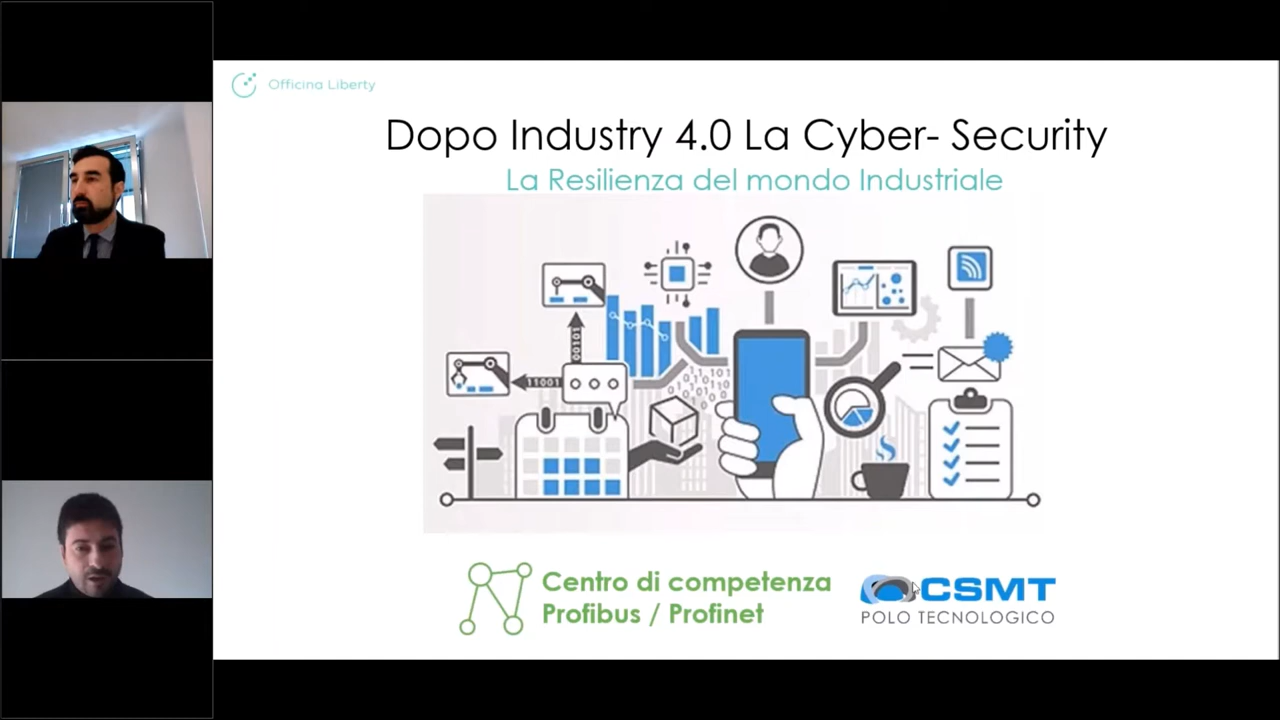 Officina Liberty
Dopo Industry 4.0 La Cyber- Security
La Resilienza del mondo Industriale
00101
11001
Centro di competenza
Profibus / Profinet
CSMT
POLO TECNOLOGICO